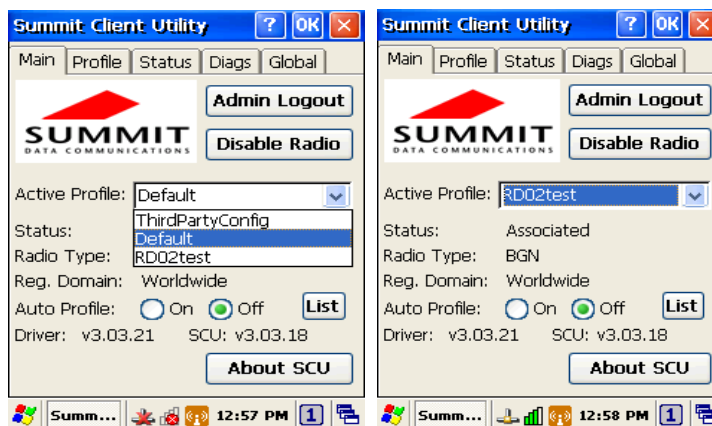 Summit Client Utility ? OK
Main Profile Status Diags Global
SUMMIT
DATA COMMUNICATIONS
Admin Logout
Disable Radio
Active Profile: Default
ThirdPartyConfig
Default
RD02test
Status:
Radio Type:
Reg. Domain: Worldwide
Auto Profile: On Off List
Driver: v3.03.21 SCU: v3.03.18
About SCU
Summ... 12:57 PM 1
Summit Client Utility ? OK
Main Profile Status Diags Global
SUMMIT
DATA COMMUNICATIONS
Admin Logout
Disable Radio
Active Profile: RD02test
Status: Associated
Radio Type: BGN
Reg. Domain: Worldwide
Auto Profile: On Off List
Driver: v3.03.21 SCU: v3.03.18
About SCU
Summ... 12:58 PM 1